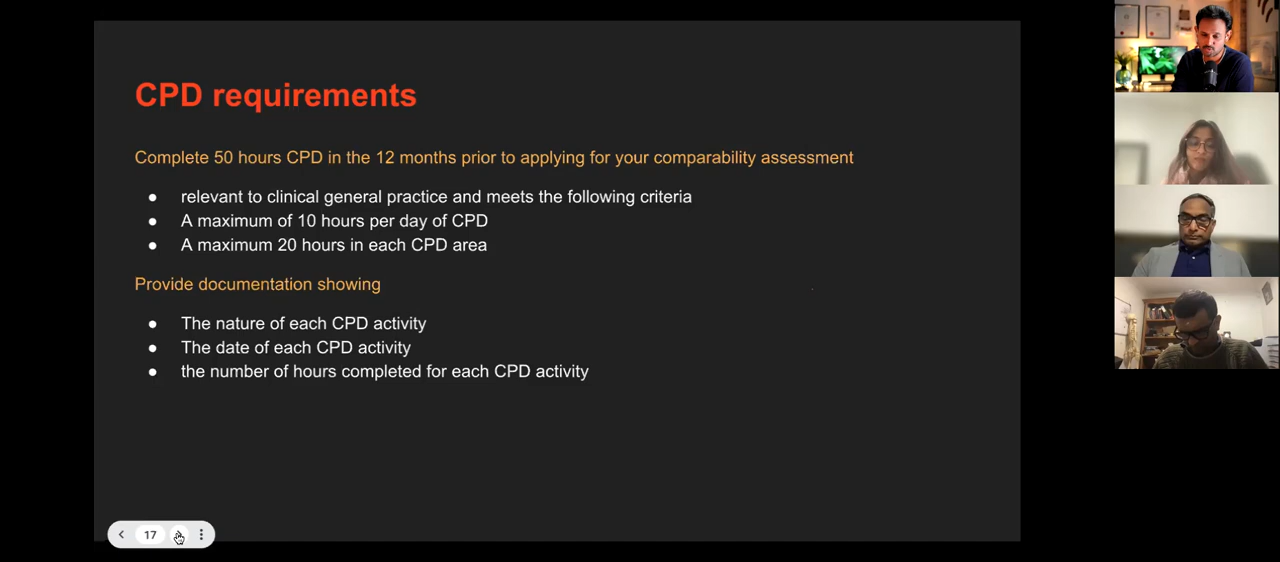 CPD requirements
Complete 50 hours CPD in the 12 months prior to applying for your comparability assessment
● relevant to clinical general practice and meets the following criteria
● A maximum of 10 hours per day of CPD
● A maximum 20 hours in each CPD area
Provide documentation showing
● The nature of each CPD activity
● The date of each CPD activity
● the number of hours completed for each CPD activity
17